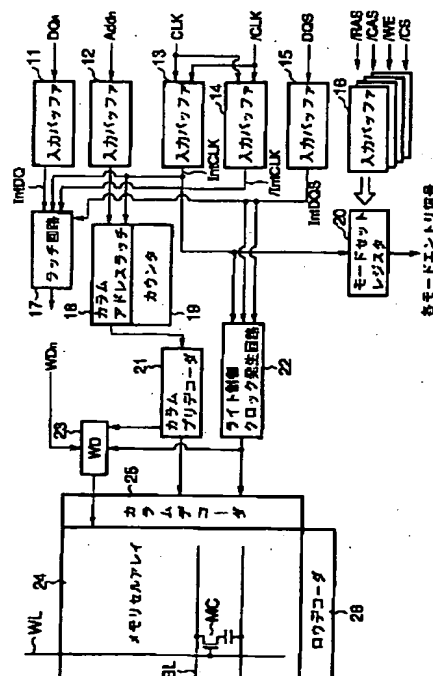 DQn
Addn
CLK
/CLK
DQS
/RAS
/CAS
/WE
/CS
11
12
13
14
15
16
入力バッファ
入力バッファ
入力バッファ
入力バッファ
入力バッファ
入力バッファ
IntDQ
IntCLK
/IntCLK
IntDQS
17
ラッチ回路
18
カラム
アドレスラッチ
19
カウンタ
20
モードセット
レジスタ
各モードエントリ信号
WDn
23
WD
21
カラム
プリデコーダ
22
ライト制御
クロック発生回路
24
25
カラムデコーダ
メモリセルアレイ
WL
MC
BL
ロウデコーダ
26